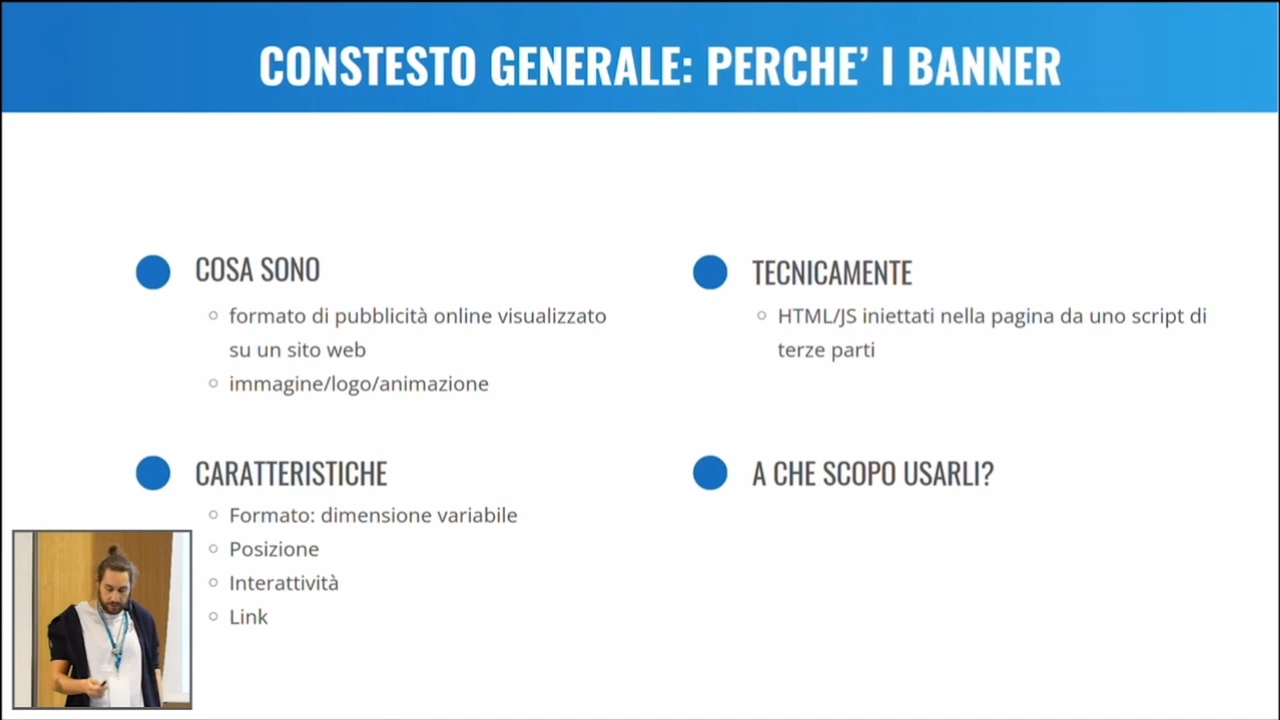 CONSTESTO GENERALE: PERCHE’ I BANNER
COSA SONO
formato di pubblicità online visualizzato
su un sito web
immagine/logo/animazione
CARATTERISTICHE
Formato: dimensione variabile
Posizione
Interattività
Link
TECNICAMENTE
HTML/JS iniettati nella pagina da uno script di
terze parti
A CHE SCOPO USARLI?